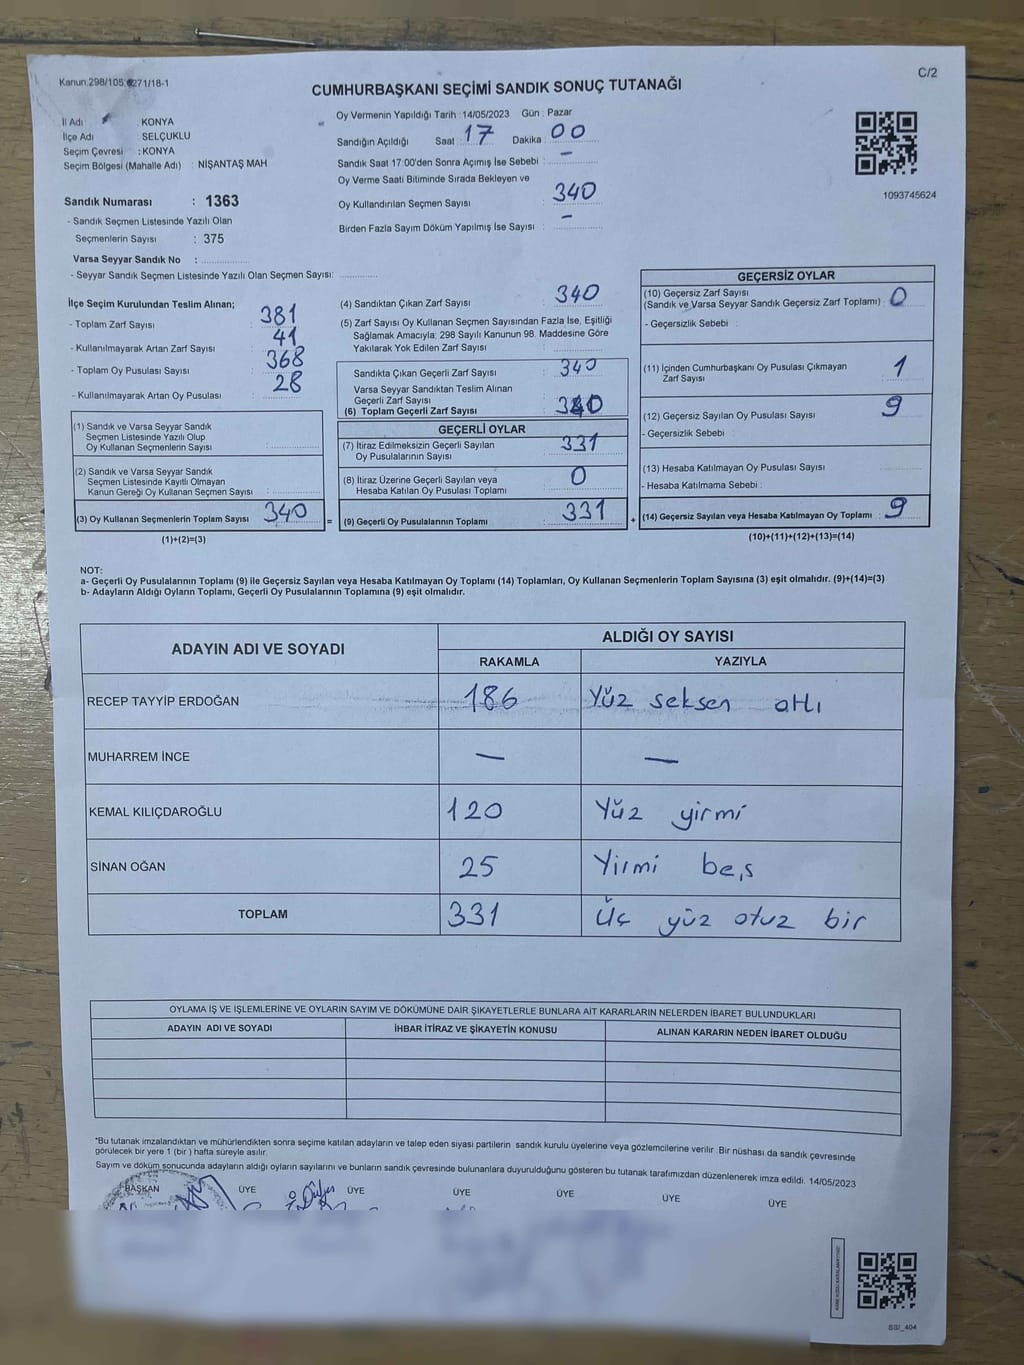 Kanun:298/105;6271/18-1
C/2
CUMHURBAŞKANI SEÇİMİ SANDIK SONUÇ TUTANAĞI
İl Adı KONYA
İlçe Adı SELÇUKLU
Seçim Çevresi :KONYA
Seçim Bölgesi (Mahalle Adı) : NİŞANTAŞ MAH
Sandık Numarası : 1363
- Sandık Seçmen Listesinde Yazılı Olan
Seçmenlerin Sayısı : 375
Varsa Seyyar Sandık No :
- Seyyar Sandık Seçmen Listesinde Yazılı Olan Seçmen Sayısı:
Oy Vermenin Yapıldığı Tarih : 14/05/2023 Gün : Pazar
Sandığın Açıldığı Saat : 17 Dakika : 00
Sandık Saat 17:00'den Sonra Açımış İse Sebebi : —
Oy Verme Saati Bitiminde Sırada Bekleyen ve
Oy Kullandırılan Seçmen Sayısı : 340
Birden Fazla Sayım Döküm Yapılmış İse Sayısı : —
1093745624
İlçe Seçim Kurulundan Teslim Alınan;
- Toplam Zarf Sayısı : 381
- Kullanılmayarak Artan Zarf Sayısı : 41
- Toplam Oy Pusulası Sayısı : 368
- Kullanılmayarak Artan Oy Pusulası : 28
(1) Sandık ve Varsa Seyyar Sandık
Seçmen Listesinde Yazılı Olup
Oy Kullanan Seçmenlerin Sayısı :
(2) Sandık ve Varsa Seyyar Sandık
Seçmen Listesinde Kayıtlı Olmayan
Kanun Gereği Oy Kullanan Seçmen Sayısı :
(3) Oy Kullanan Seçmenlerin Toplam Sayısı : 340
(1)+(2)=(3)
(4) Sandıktan Çıkan Zarf Sayısı : 340
(5) Zarf Sayısı Oy Kullanan Seçmen Sayısından Fazla İse, Eşitliği
Sağlamak Amacıyla, 298 Sayılı Kanunun 98. Maddesine Göre
Yakılarak Yok Edilen Zarf Sayısı :
Sandıkta Çıkan Geçerli Zarf Sayısı : 340
Varsa Seyyar Sandıktan Teslim Alınan
Geçerli Zarf Sayısı :
(6) Toplam Geçerli Zarf Sayısı : 340
GEÇERLİ OYLAR
(7) İtiraz Edilmeksizin Geçerli Sayılan : 331
Oy Pusulalarının Sayısı
(8) İtiraz Üzerine Geçerli Sayılan veya : 0
Hesaba Katılan Oy Pusulası Toplamı
= (9) Geçerli Oy Pusulalarının Toplamı : 331 +
GEÇERSİZ OYLAR
(10) Geçersiz Zarf Sayısı
(Sandık ve Varsa Seyyar Sandık Geçersiz Zarf Toplamı) : 0
- Geçersizlik Sebebi :
(11) İçinden Cumhurbaşkanı Oy Pusulası Çıkmayan : 1
Zarf Sayısı
(12) Geçersiz Sayılan Oy Pusulası Sayısı : 9
- Geçersizlik Sebebi :
(13) Hesaba Katılmayan Oy Pusulası Sayısı :
- Hesaba Katılmama Sebebi :
(14) Geçersiz Sayılan veya Hesaba Katılmayan Oy Toplamı : 9
(10)+(11)+(12)+(13)=(14)
NOT:
a- Geçerli Oy Pusulalarının Toplamı (9) ile Geçersiz Sayılan veya Hesaba Katılmayan Oy Toplamı (14) Toplamları, Oy Kullanan Seçmenlerin Toplam Sayısına (3) eşit olmalıdır. (9)+(14)=(3)
b- Adayların Aldığı Oyların Toplamı, Geçerli Oy Pusulalarının Toplamına (9) eşit olmalıdır.
ADAYIN ADI VE SOYADI ALDIĞI OY SAYISI
RAKAMLA YAZIYLA
RECEP TAYYİP ERDOĞAN 186 Yüz seksen altı
MUHARREM İNCE — —
KEMAL KILIÇDAROĞLU 120 Yüz yirmi
SİNAN OĞAN 25 Yirmi beş
TOPLAM 331 Üç yüz otuz bir
OYLAMA İŞ VE İŞLEMLERİNE VE OYLARIN SAYIM VE DÖKÜMÜNE DAİR ŞİKAYETLERLE BUNLARA AİT KARARLARIN NELERDEN İBARET BULUNDUKLARI
ADAYIN ADI VE SOYADI İHBAR İTİRAZ VE ŞİKAYETİN KONUSU ALINAN KARARIN NEDEN İBARET OLDUĞU
*Bu tutanak imzalandıktan ve mühürlendikten sonra seçime katılan adayların ve talep eden siyasi partilerin sandık kurulu üyelerine veya gözlemcilerine verilir. Bir nüshası da sandık çevresinde
görülecek bir yere 1 (bir ) hafta süreyle asılır.
Sayım ve döküm sonucunda adayların aldığı oyların sayılarını ve bunların sandık çevresinde bulunanlara duyurulduğunu gösteren bu tutanak tarafımızdan düzenlenerek imza edildi. 14/05/2023
BAŞKAN ÜYE ÜYE ÜYE ÜYE ÜYE ÜYE